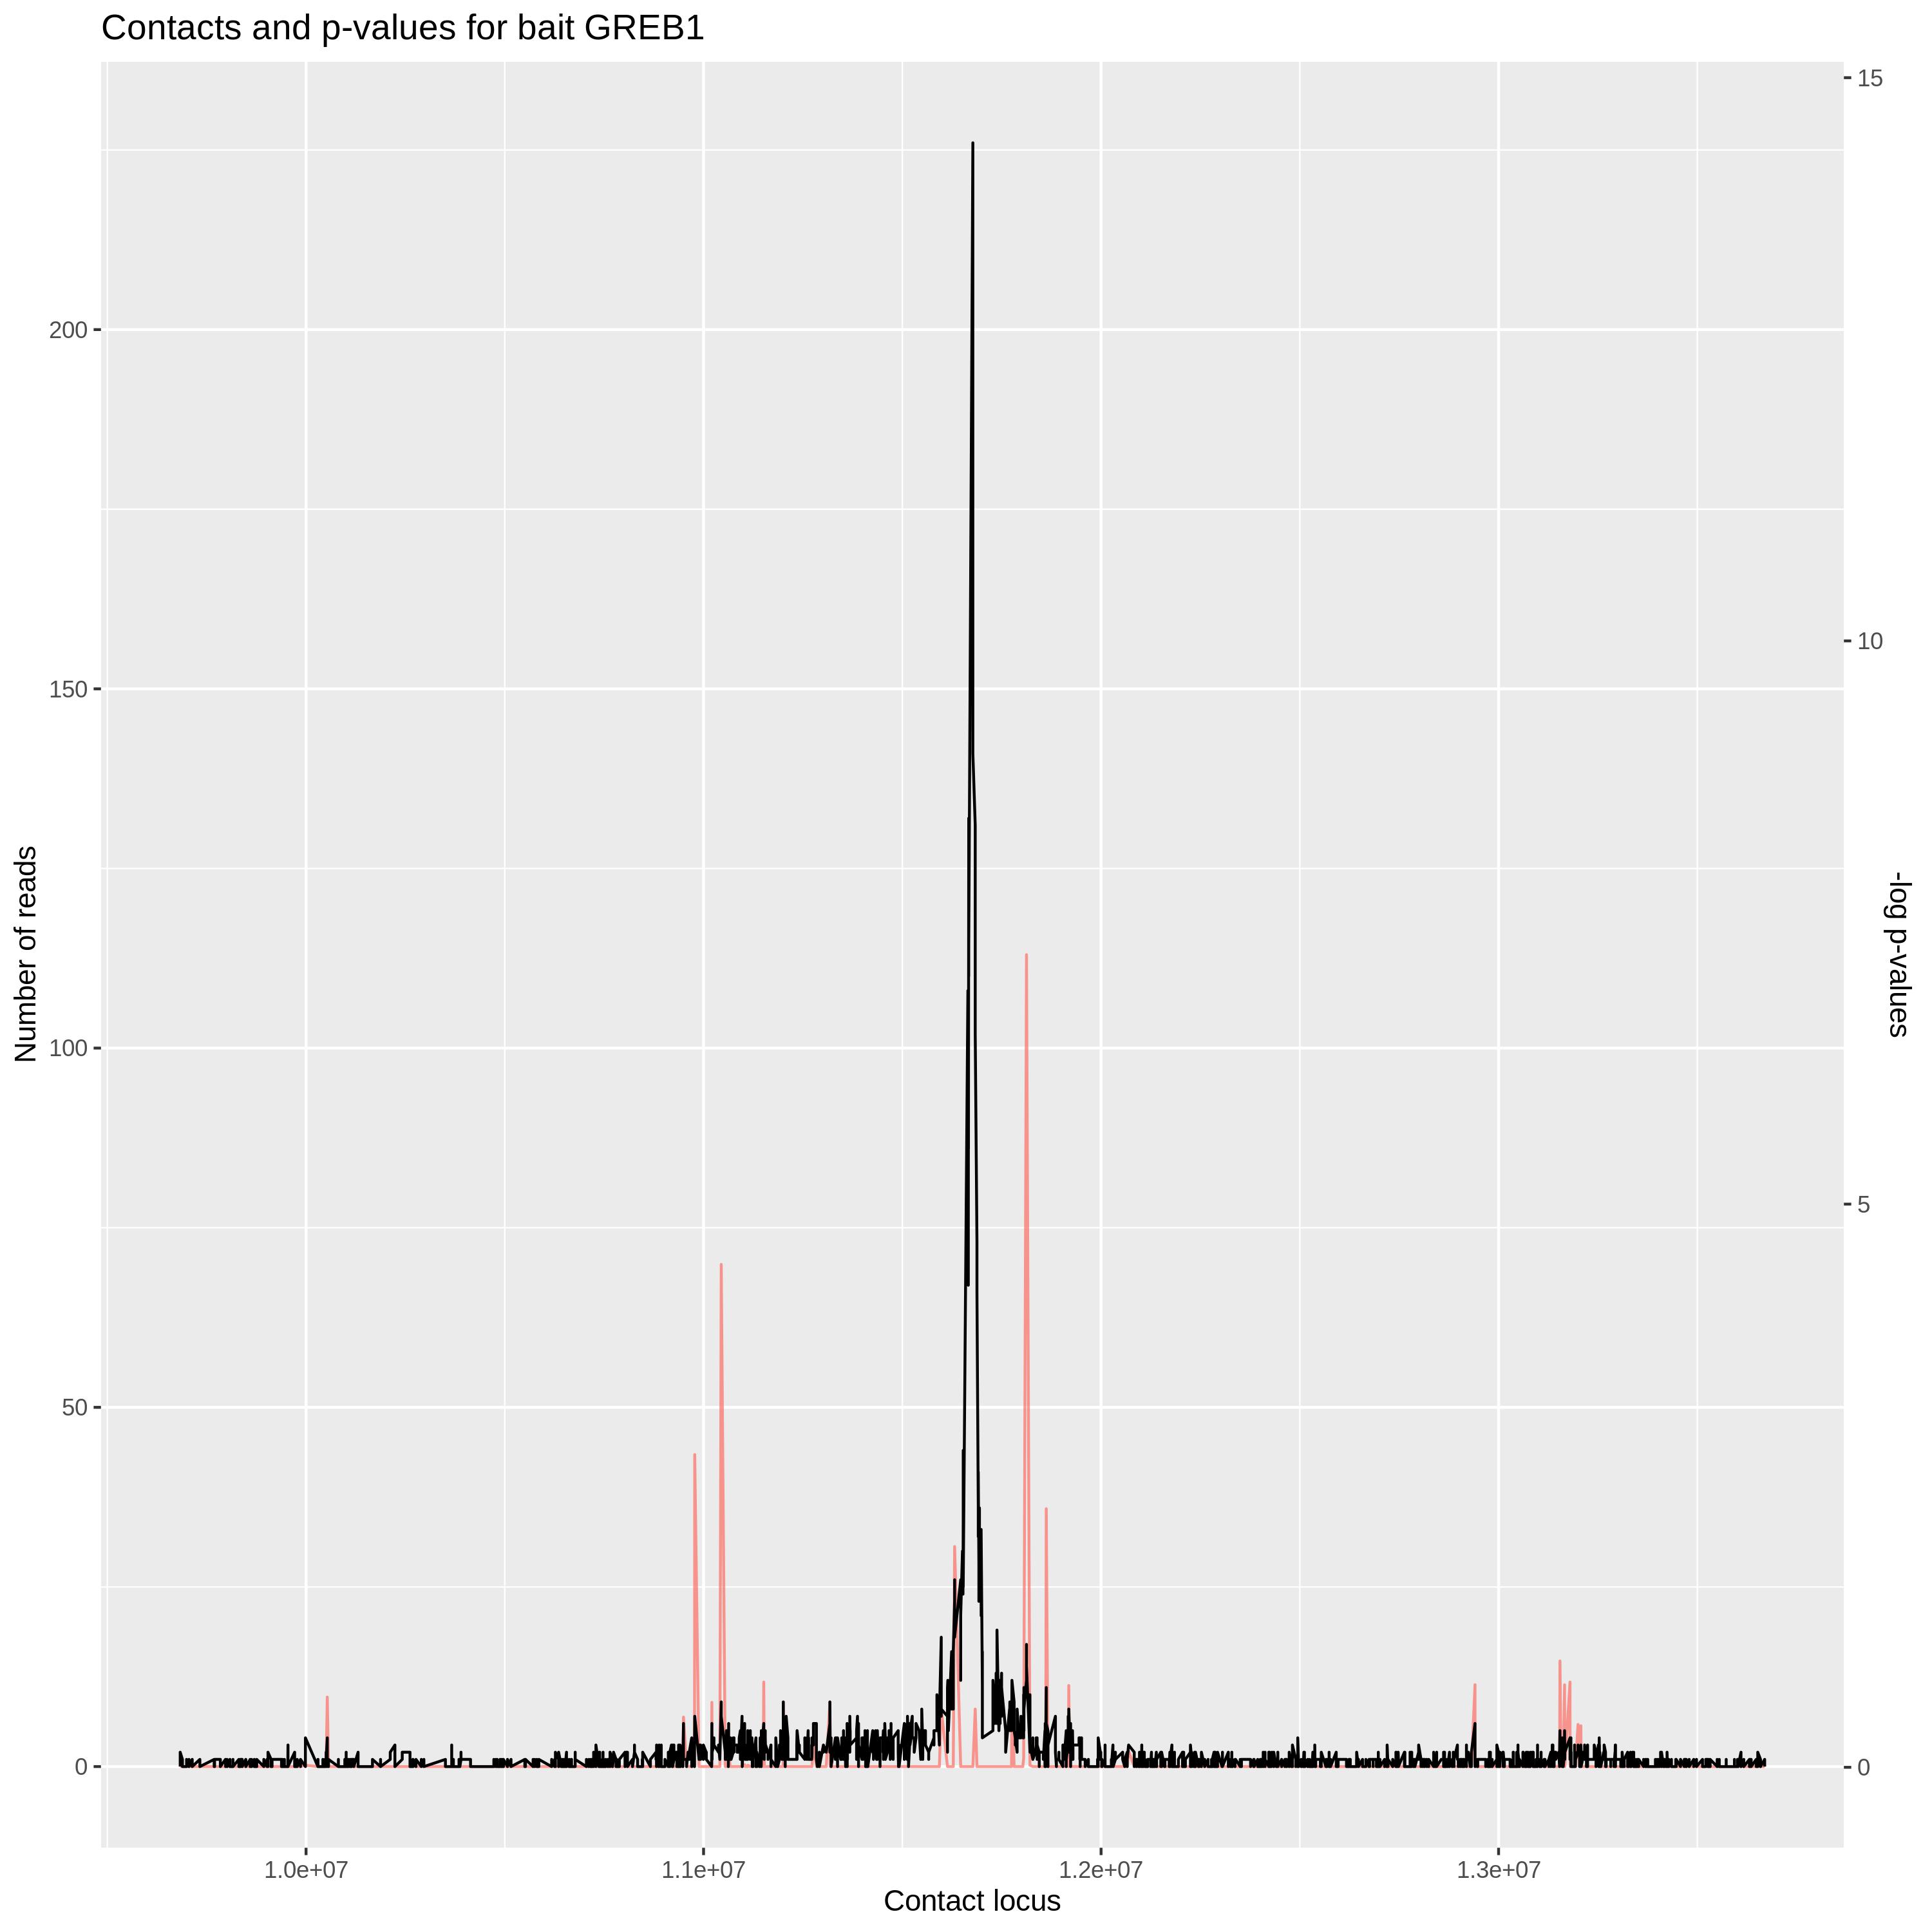 Contacts and p-values for bait GREB1
15
200
10
150
Number of reads
-log p-values
100
5
50
0
0
1.0e+07
1.1e+07
1.2e+07
1.3e+07
Contact locus